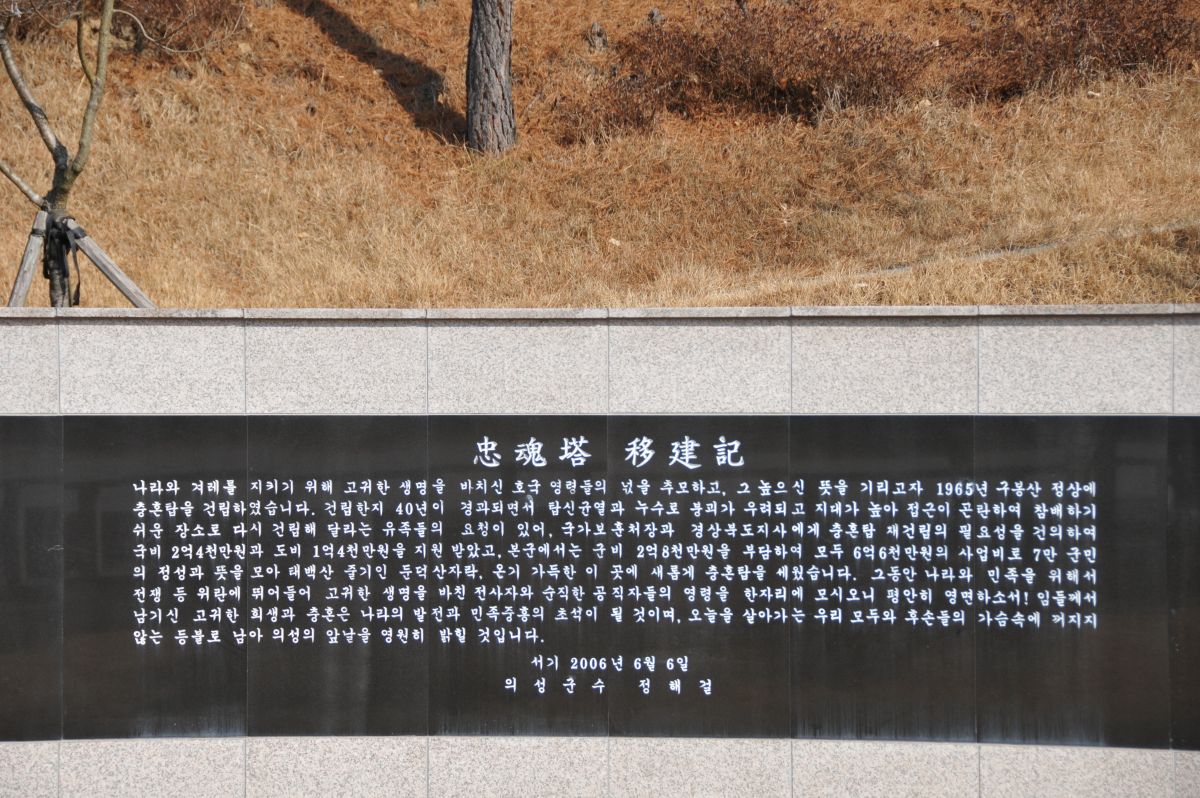 忠魂塔 移建記
나라와 겨레를 지키기 위해 고귀한 생명을 바치신 호국 영령들의 넋을 추모하고, 그 높으신 뜻을 기리고자 1965년 구봉산 정상에
충혼탑을 건립하였습니다. 건립한지 40년이 경과되면서 탑신균열과 누수로 붕괴가 우려되고 지대가 높아 접근이 곤란하여 참배하기
쉬운 장소로 다시 건립해 달라는 유족들의 요청이 있어, 국가보훈처장과 경상북도지사에게 충혼탑 재건립의 필요성을 건의하여
국비 2억4천만원과 도비 1억4천만원을 지원 받았고, 본군에서는 군비 2억8천만원을 부담하여 모두 6억6천만원의 사업비로 7만 군민
의 정성과 뜻을 모아 태백산 줄기인 둔덕산자락, 온기 가득한 이 곳에 새롭게 충혼탑을 세웠습니다. 그동안 나라와 민족을 위해서
전쟁 등 위란에 뛰어들어 고귀한 생명을 바친 전사자와 순직한 공직자들의 영령을 한자리에 모시오니 평안히 영면하소서! 임들께서
남기신 고귀한 희생과 충혼은 나라의 발전과 민족중흥의 초석이 될 것이며, 오늘을 살아가는 우리 모두와 후손들의 가슴속에 꺼지지
않는 등불로 남아 의성의 앞날을 영원히 밝힐 것입니다.
서기 2006년 6월 6일
의성군수 정해걸